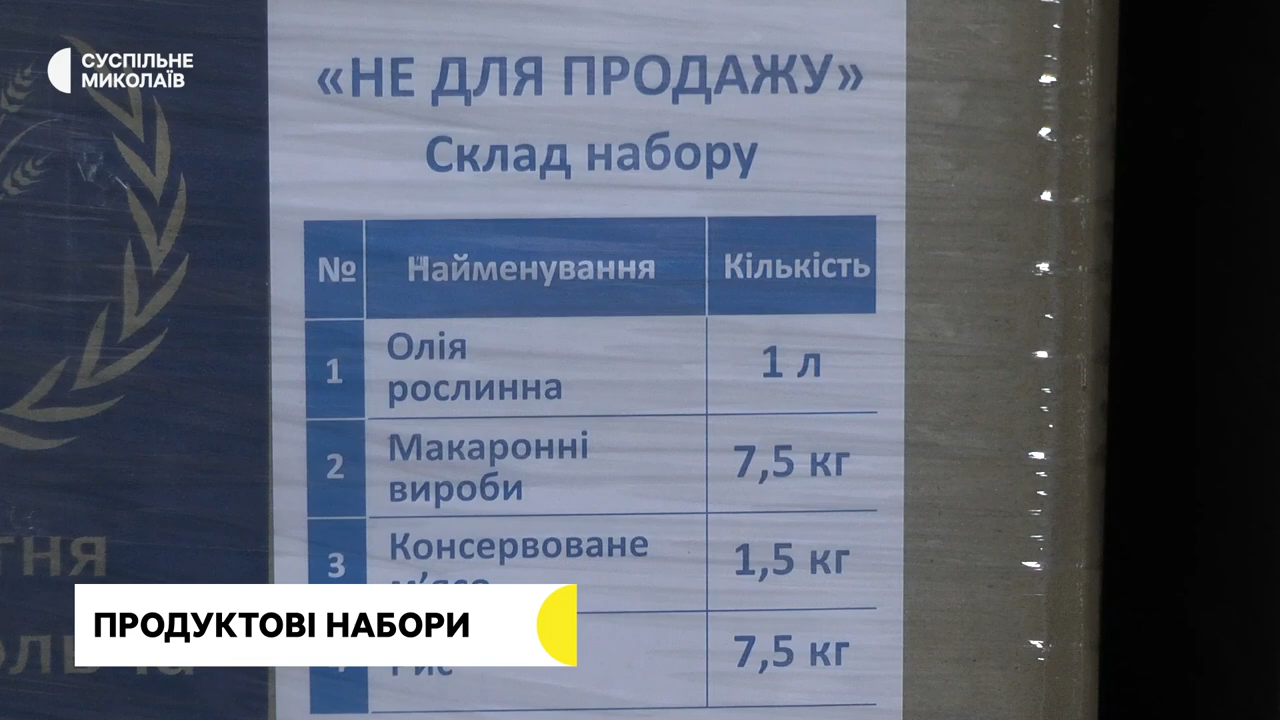 СУСПІЛЬНЕ
МИКОЛАЇВ
«НЕ ДЛЯ ПРОДАЖУ»
Склад набору
№ Найменування Кількість
1 Олія рослинна 1 л
2 Макаронні вироби 7,5 кг
3 Консервоване 1,5 кг
Рис 7,5 кг
ПРОДУКТОВІ НАБОРИ